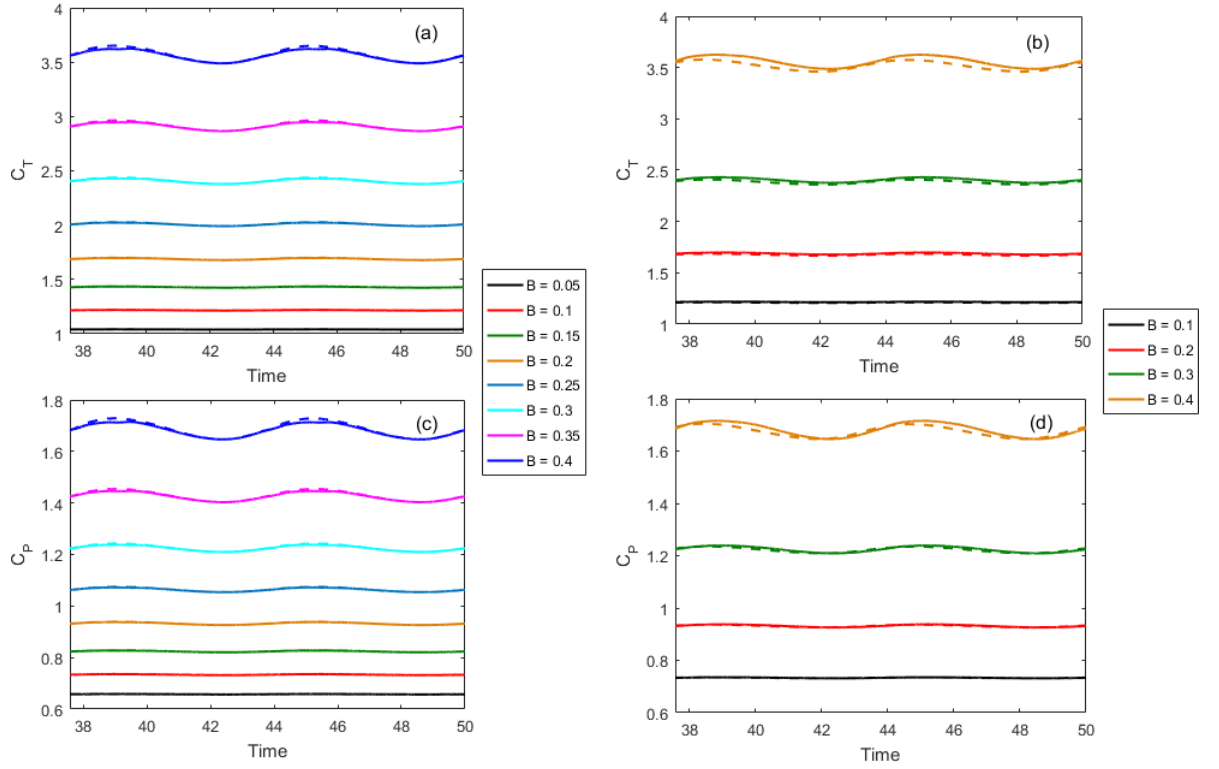 4
3.5
3
2.5
2
1.5
1
C_T
(a)
38 40 42 44 46 48 50
Time
4
3.5
3
2.5
2
1.5
1
C_T
(b)
38 40 42 44 46 48 50
Time
B = 0.05
B = 0.1
B = 0.15
B = 0.2
B = 0.25
B = 0.3
B = 0.35
B = 0.4
B = 0.1
B = 0.2
B = 0.3
B = 0.4
1.8
1.6
1.4
1.2
1
0.8
0.6
C_P
(c)
38 40 42 44 46 48 50
Time
1.8
1.6
1.4
1.2
1
0.8
0.6
C_P
(d)
38 40 42 44 46 48 50
Time